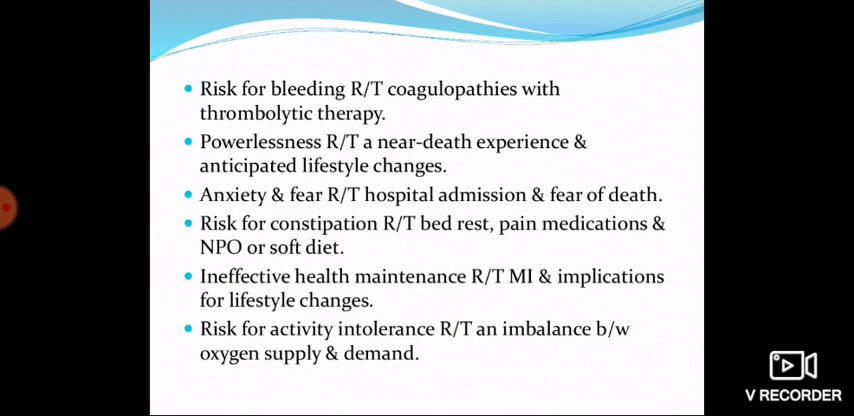 • Risk for bleeding R/T coagulopathies with
thrombolytic therapy.
• Powerlessness R/T a near-death experience &
anticipated lifestyle changes.
• Anxiety & fear R/T hospital admission & fear of death.
• Risk for constipation R/T bed rest, pain medications &
NPO or soft diet.
• Ineffective health maintenance R/T MI & implications
for lifestyle changes.
• Risk for activity intolerance R/T an imbalance b/w
oxygen supply & demand.
V RECORDER